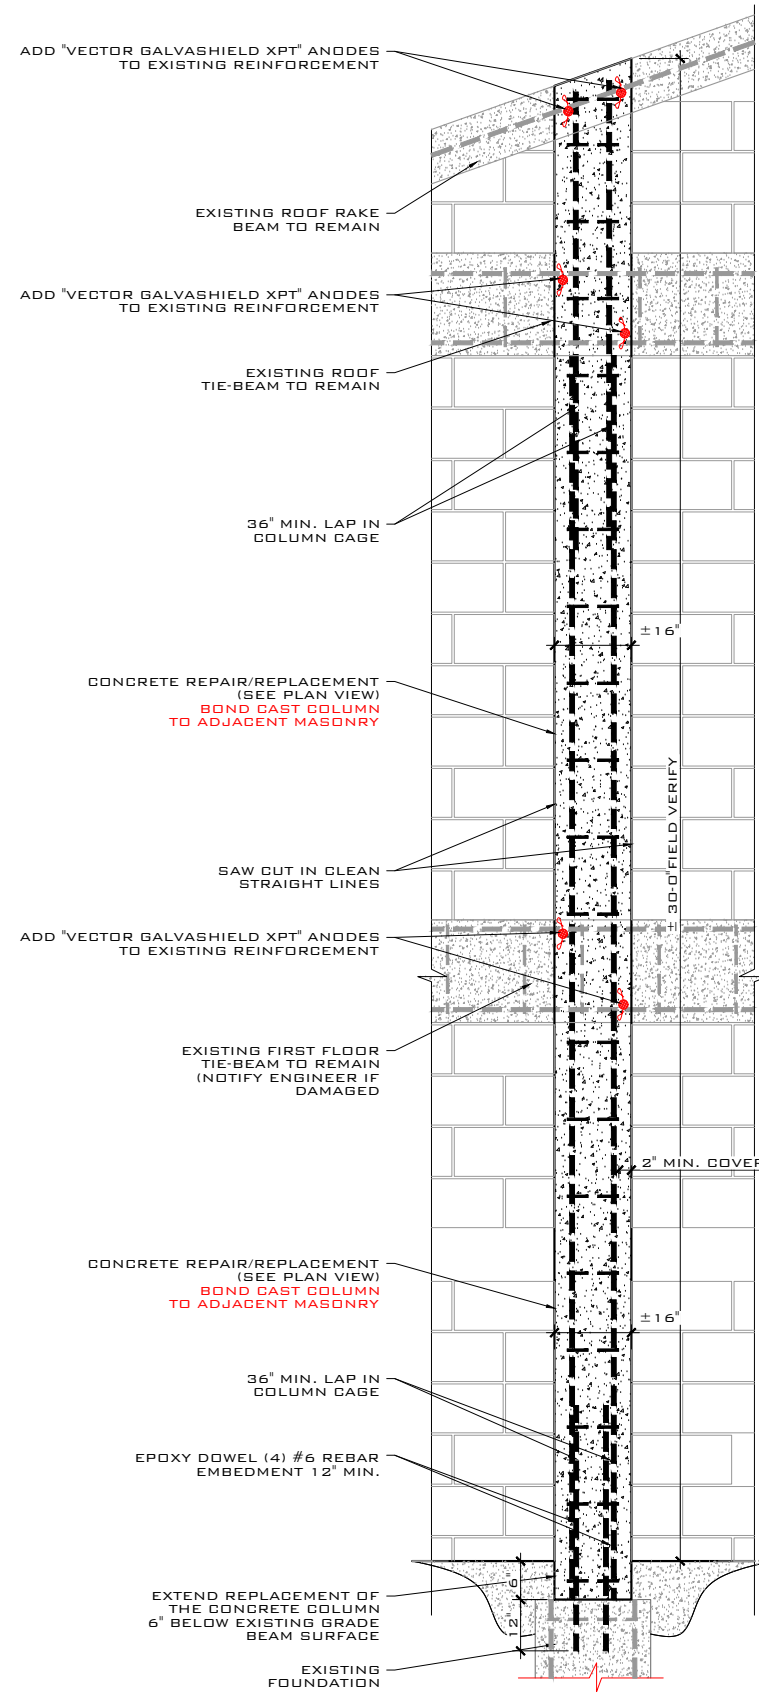 ADD "VECTOR GALVASHIELD XPT" ANODES
TO EXISTING REINFORCEMENT
EXISTING ROOF RAKE
BEAM TO REMAIN
ADD "VECTOR GALVASHIELD XPT" ANODES
TO EXISTING REINFORCEMENT
EXISTING ROOF
TIE-BEAM TO REMAIN
36" MIN. LAP IN
COLUMN CAGE
±16"
CONCRETE REPAIR/REPLACEMENT
(SEE PLAN VIEW)
BOND CAST COLUMN
TO ADJACENT MASONRY
± 30-0"FIELD VERIFY
SAW CUT IN CLEAN
STRAIGHT LINES
ADD "VECTOR GALVASHIELD XPT" ANODES
TO EXISTING REINFORCEMENT
EXISTING FIRST FLOOR
TIE-BEAM TO REMAIN
(NOTIFY ENGINEER IF
DAMAGED
2" MIN. COVER
CONCRETE REPAIR/REPLACEMENT
(SEE PLAN VIEW)
BOND CAST COLUMN
TO ADJACENT MASONRY
±16"
36" MIN. LAP IN
COLUMN CAGE
EPOXY DOWEL (4) #6 REBAR
EMBEDMENT 12" MIN.
6"
EXTEND REPLACEMENT OF
THE CONCRETE COLUMN
6" BELOW EXISTING GRADE
BEAM SURFACE
12"
EXISTING
FOUNDATION